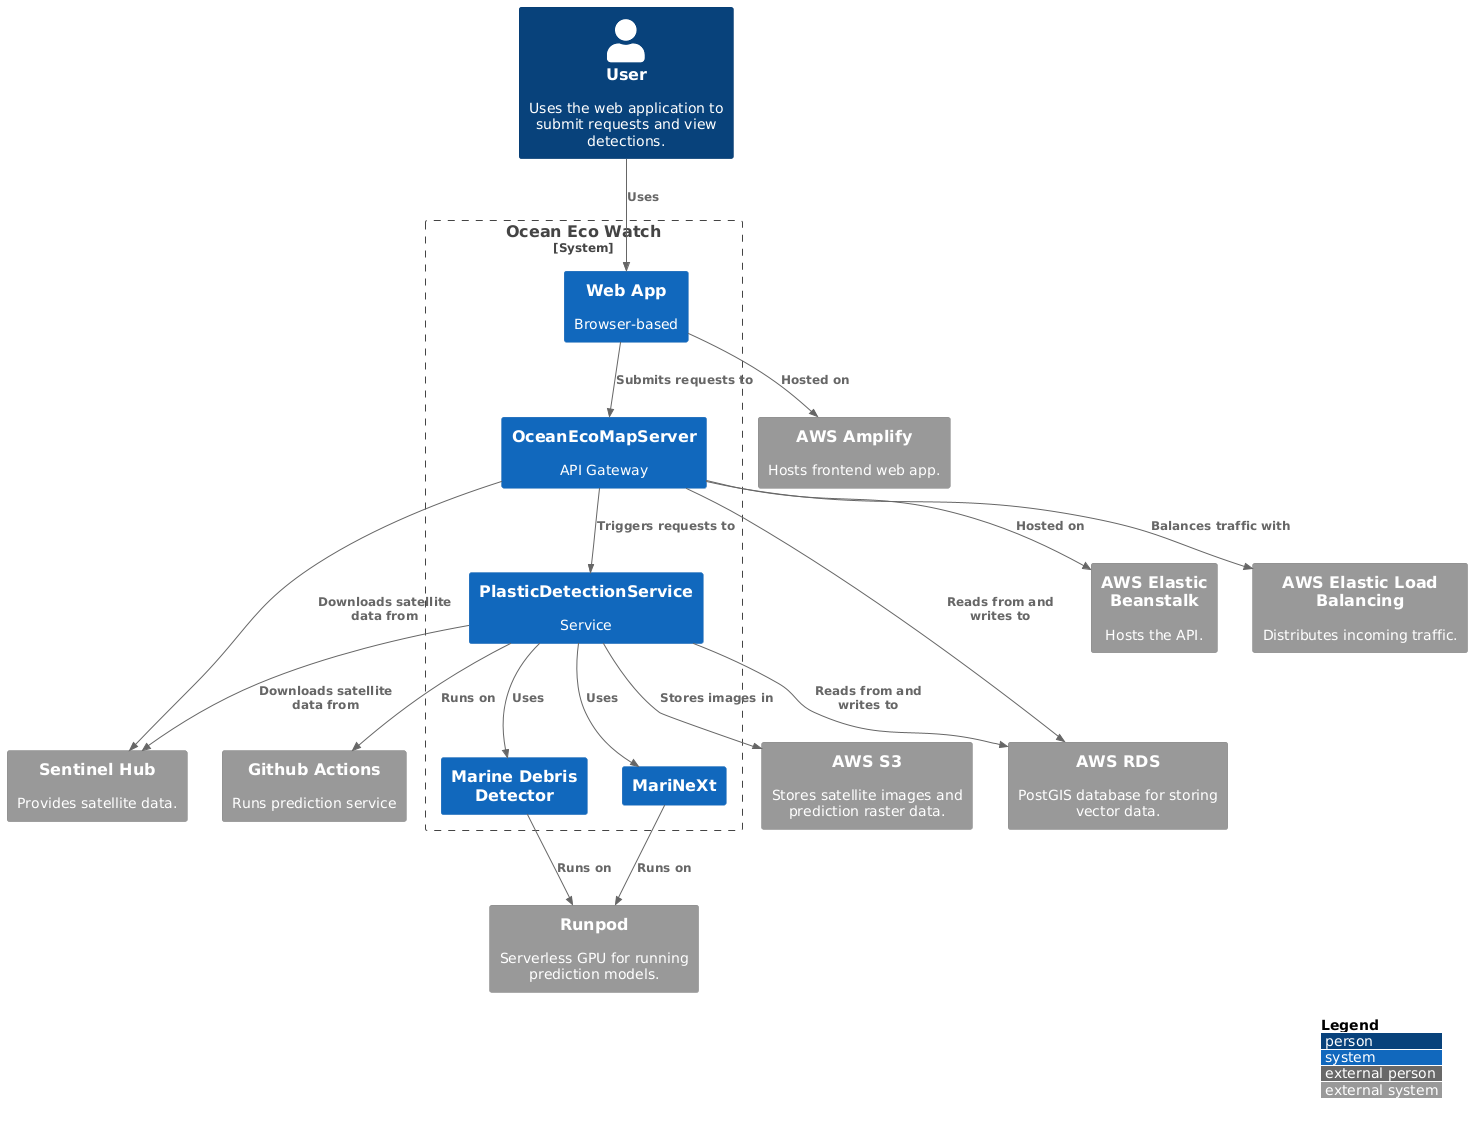 User
Uses the web application to
submit requests and view
detections.
Uses
Ocean Eco Watch
[System]
Web App
Browser-based
Submits requests to
Hosted on
OceanEcoMapServer
API Gateway
AWS Amplify
Hosts frontend web app.
Triggers requests to
Hosted on
Balances traffic with
PlasticDetectionService
Service
AWS Elastic
Beanstalk
Hosts the API.
AWS Elastic Load
Balancing
Distributes incoming traffic.
Downloads satellite
data from
Reads from and
writes to
Downloads satellite
data from
Runs on
Uses
Uses
Stores images in
Reads from and
writes to
Sentinel Hub
Provides satellite data.
Github Actions
Runs prediction service
Marine Debris
Detector
MariNeXt
AWS S3
Stores satellite images and
prediction raster data.
AWS RDS
PostGIS database for storing
vector data.
Runs on
Runs on
Runpod
Serverless GPU for running
prediction models.
Legend
person
system
external person
external system